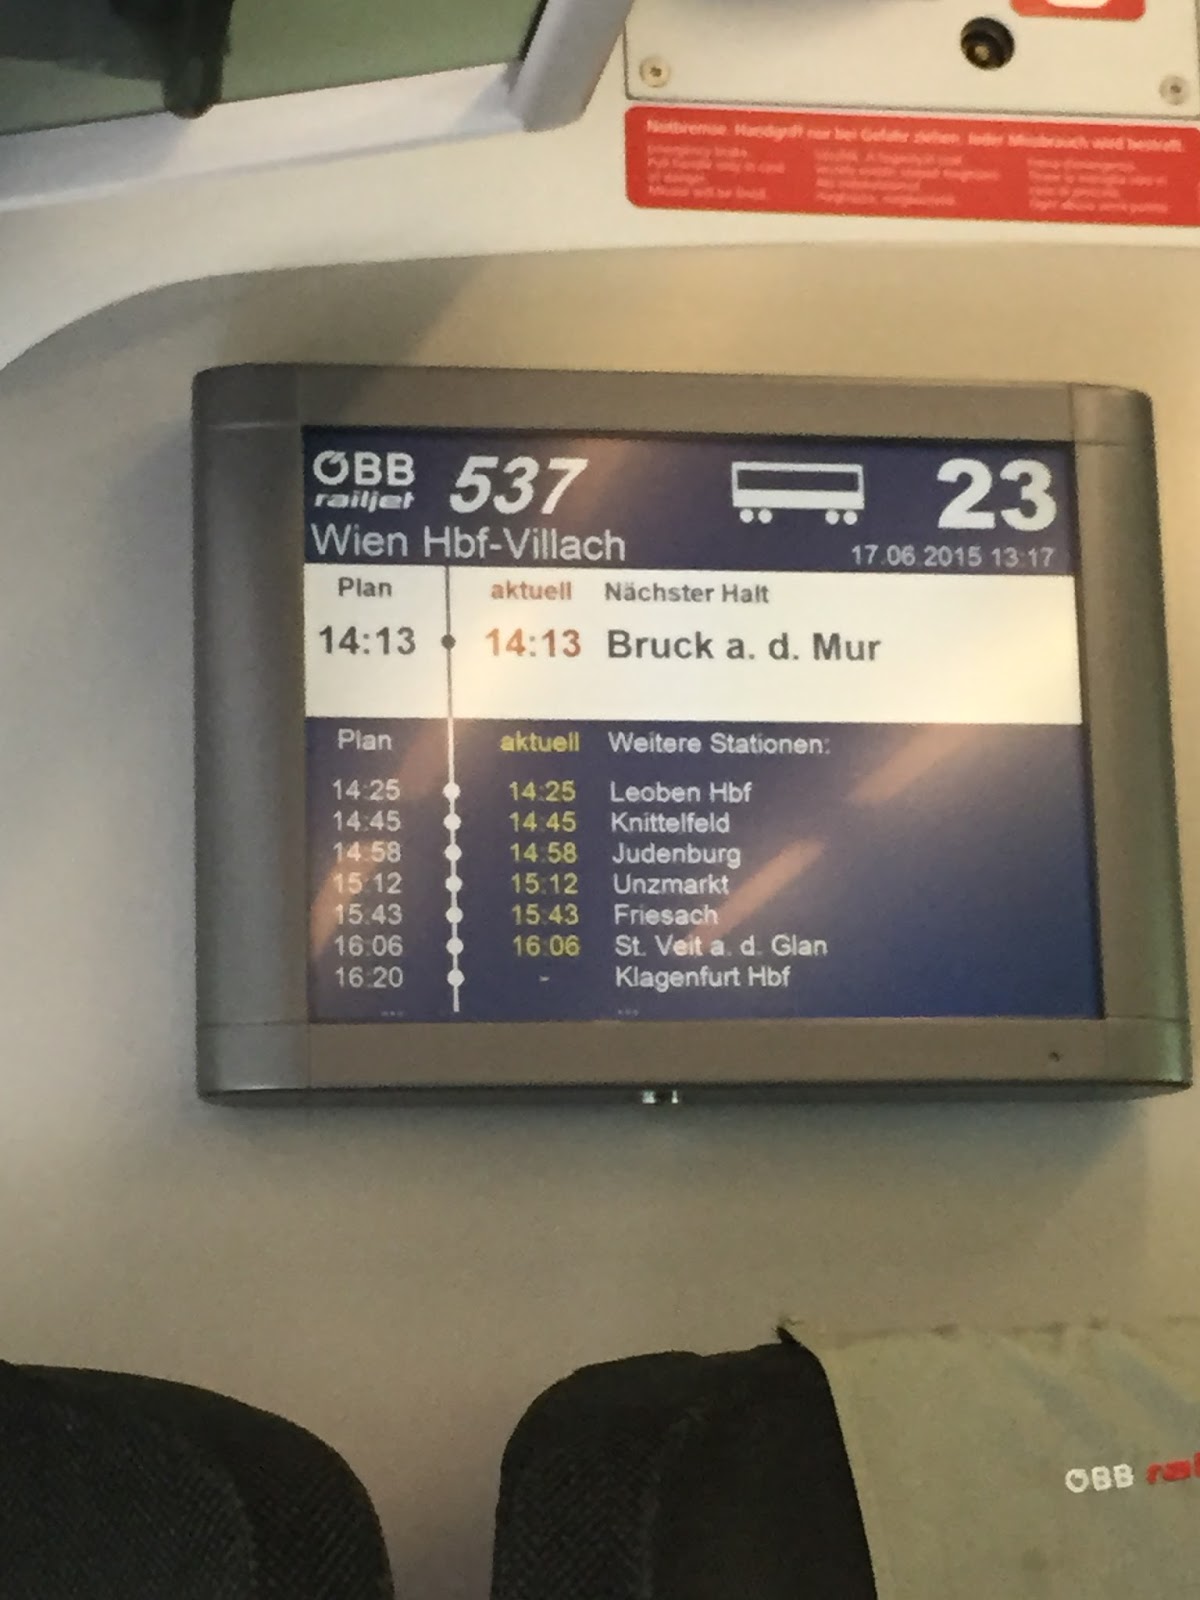 Notbremse. Handgriff nur bei Gefahr ziehen. Jeder Missbrauch wird bestraft.
ÖBB
railjet 537 23
Wien Hbf-Villach 17.06.2015 13:17
Plan aktuell Nächster Halt
14:13 14:13 Bruck a. d. Mur
Plan aktuell Weitere Stationen:
14:25 14:25 Leoben Hbf
14:45 14:45 Knittelfeld
14:58 14:58 Judenburg
15:12 15:12 Unzmarkt
15:43 15:43 Friesach
16:06 16:06 St. Veit a. d. Glan
16:20 - Klagenfurt Hbf
... ...
ÖBB